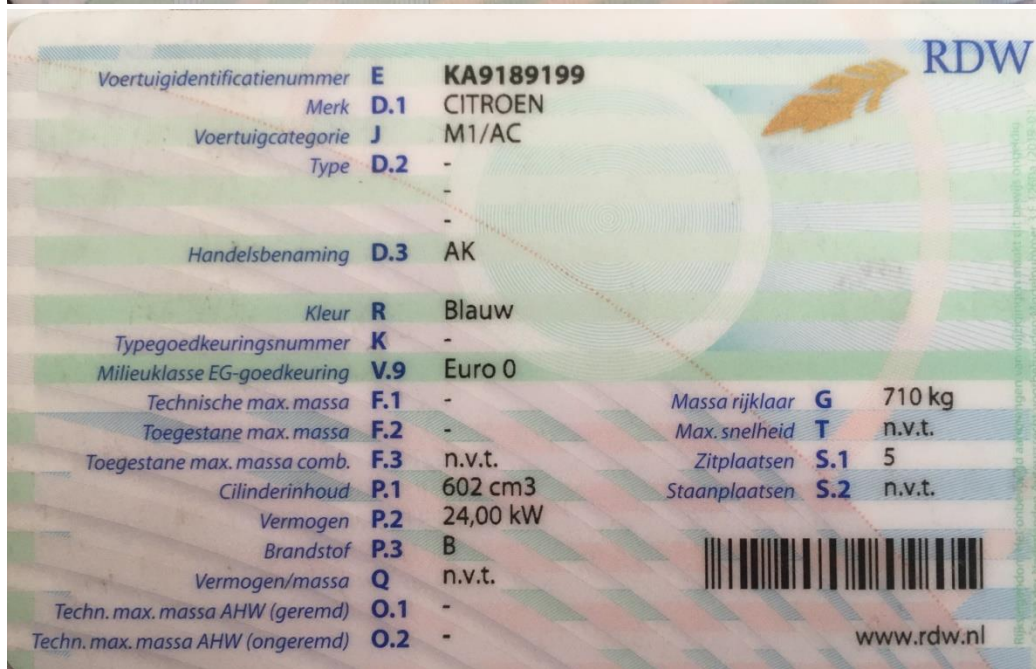 RDW
Voertuigidentificatienummer E KA9189199
Merk D.1 CITROEN
Voertuigcategorie J M1/AC
Type D.2 -
-
-
Handelsbenaming D.3 AK
Kleur R Blauw
Typegoedkeuringsnummer K -
Milieuklasse EG-goedkeuring V.9 Euro 0
Technische max. massa F.1 - Massa rijklaar G 710 kg
Toegestane max. massa F.2 - Max. snelheid T n.v.t.
Toegestane max. massa comb. F.3 n.v.t. Zitplaatsen S.1 5
Cilinderinhoud P.1 602 cm3 Staanplaatsen S.2 n.v.t.
Vermogen P.2 24,00 kW
Brandstof P.3 B
Vermogen/massa Q n.v.t.
Techn. max. massa AHW (geremd) O.1 -
Techn. max. massa AHW (ongeremd) O.2 -
www.rdw.nl